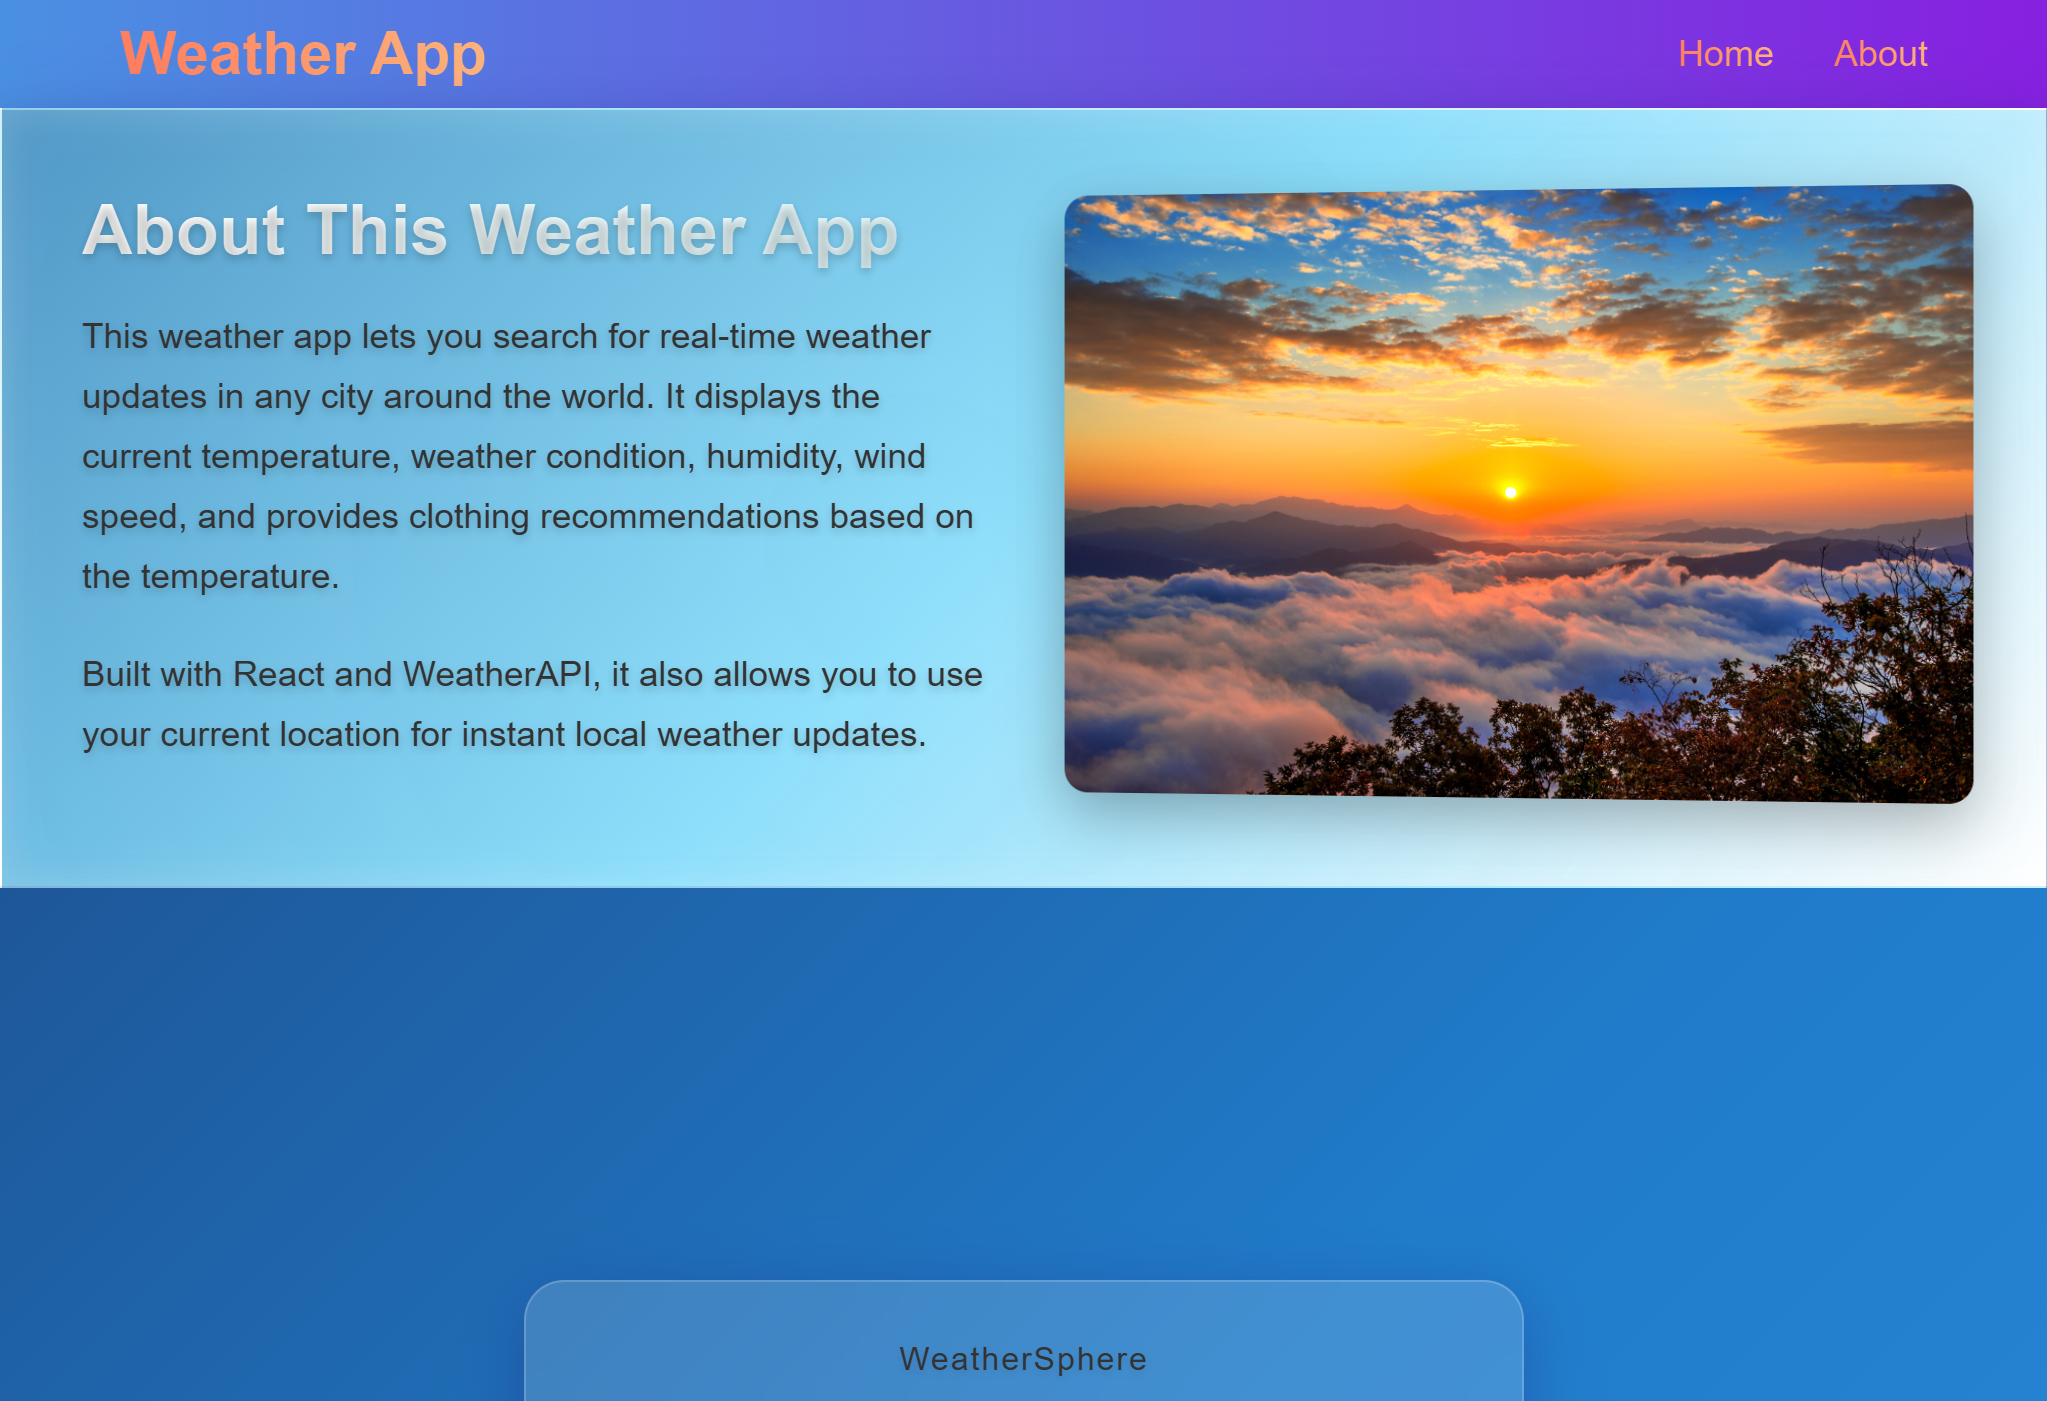 Weather App
Home
About
About This Weather App
This weather app lets you search for real-time weather
updates in any city around the world. It displays the
current temperature, weather condition, humidity, wind
speed, and provides clothing recommendations based on
the temperature.
Built with React and WeatherAPI, it also allows you to use
your current location for instant local weather updates.
WeatherSphere